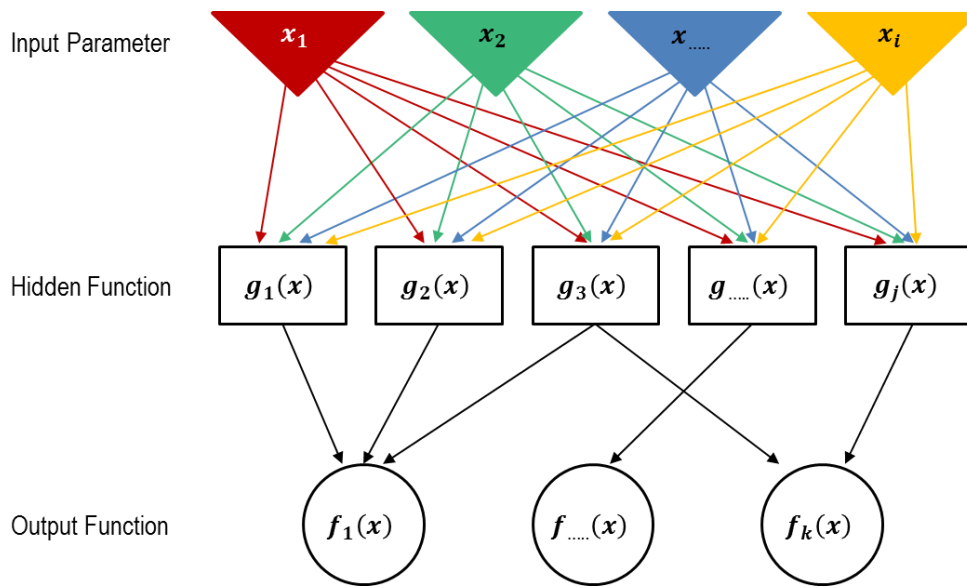 Input Parameter x₁ x₂ x..... xᵢ
Hidden Function g₁(x) g₂(x) g₃(x) g.....(x) gⱼ(x)
Output Function f₁(x) f.....(x) fₖ(x)